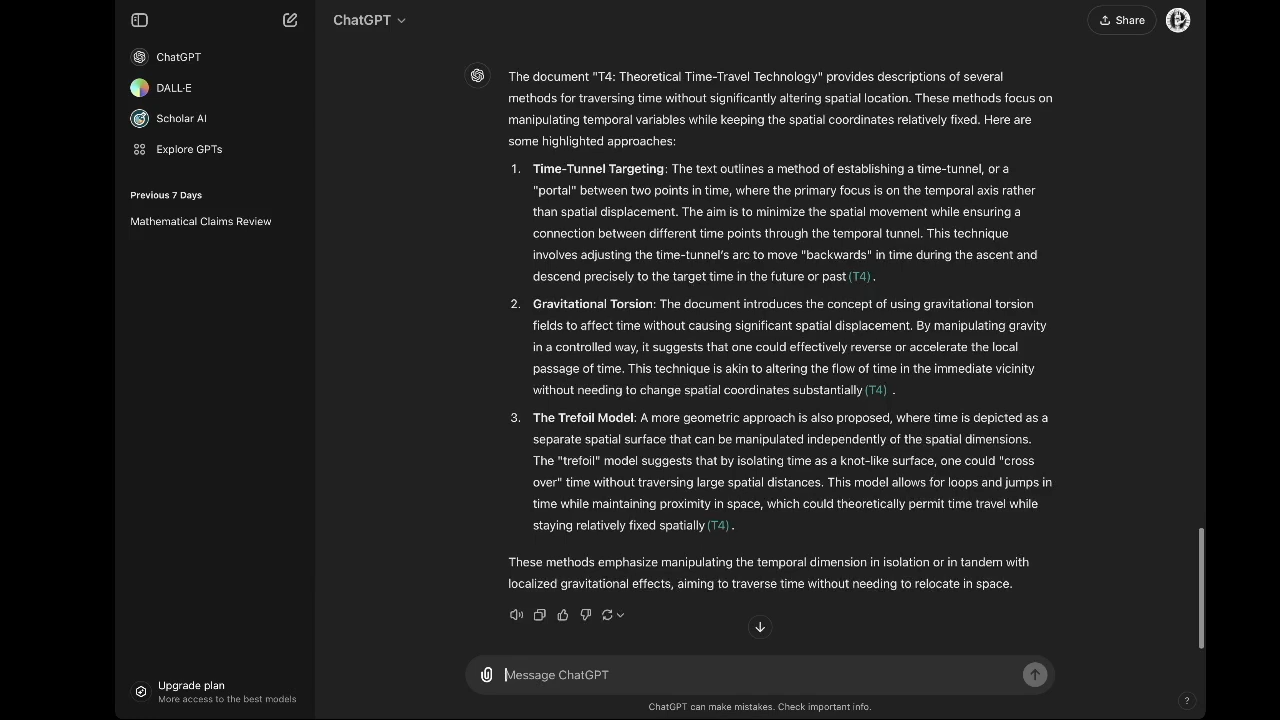 ChatGPT
DALL·E
Scholar AI
Explore GPTs
Previous 7 Days
Mathematical Claims Review
Upgrade plan
More access to the best models
ChatGPT
Share
The document "T4: Theoretical Time-Travel Technology" provides descriptions of several
methods for traversing time without significantly altering spatial location. These methods focus on
manipulating temporal variables while keeping the spatial coordinates relatively fixed. Here are
some highlighted approaches:
1. Time-Tunnel Targeting: The text outlines a method of establishing a time-tunnel, or a
"portal" between two points in time, where the primary focus is on the temporal axis rather
than spatial displacement. The aim is to minimize the spatial movement while ensuring a
connection between different time points through the temporal tunnel. This technique
involves adjusting the time-tunnel's arc to move "backwards" in time during the ascent and
descend precisely to the target time in the future or past (T4).
2. Gravitational Torsion: The document introduces the concept of using gravitational torsion
fields to affect time without causing significant spatial displacement. By manipulating gravity
in a controlled way, it suggests that one could effectively reverse or accelerate the local
passage of time. This technique is akin to altering the flow of time in the immediate vicinity
without needing to change spatial coordinates substantially (T4) .
3. The Trefoil Model: A more geometric approach is also proposed, where time is depicted as a
separate spatial surface that can be manipulated independently of the spatial dimensions.
The "trefoil" model suggests that by isolating time as a knot-like surface, one could "cross
over" time without traversing large spatial distances. This model allows for loops and jumps in
time while maintaining proximity in space, which could theoretically permit time travel while
staying relatively fixed spatially (T4).
These methods emphasize manipulating the temporal dimension in isolation or in tandem with
localized gravitational effects, aiming to traverse time without needing to relocate in space.
Message ChatGPT
ChatGPT can make mistakes. Check important info.
?